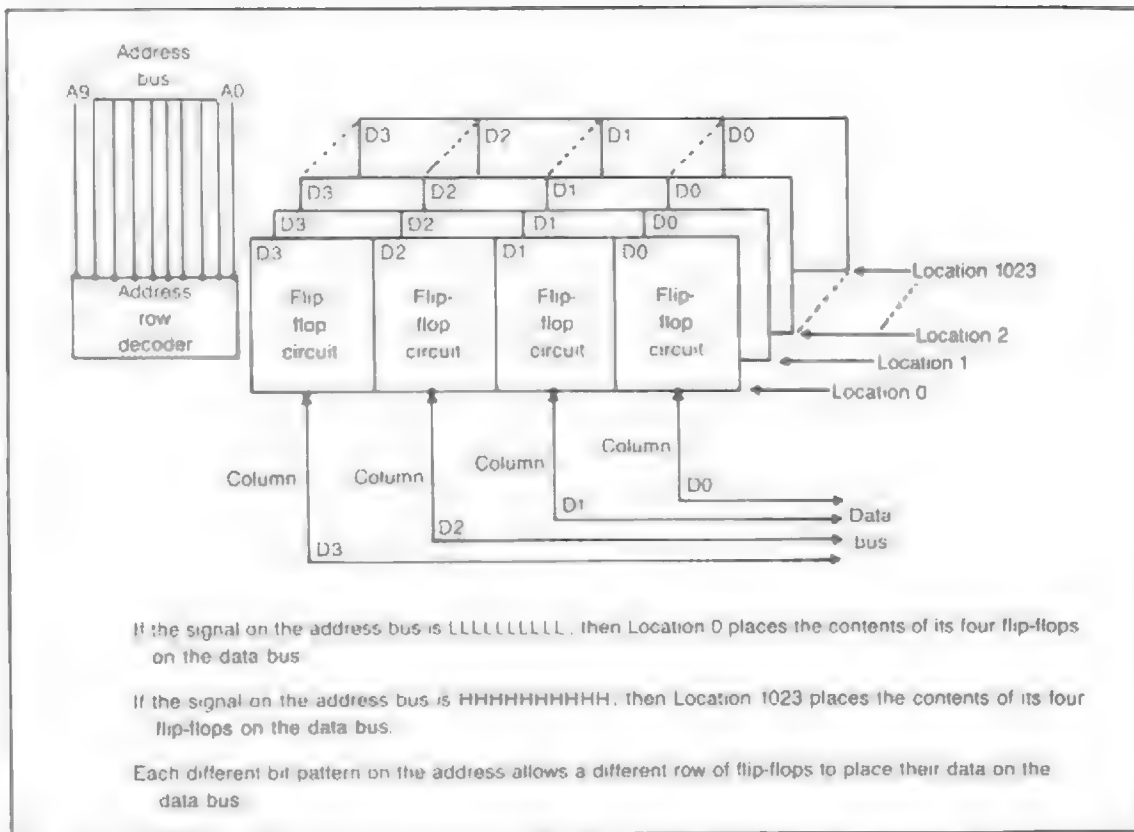 Address
bus
A9 A0
D3 D2 D1 D0
D3 D2 D1 D0
D3 D2 D1 D0
D3 D2 D1 D0
Address
row
decoder
Flip
flop
circuit
Flip-
flop
circuit
Flip-
flop
circuit
Flip-
flop
circuit
Location 1023
Location 2
Location 1
Location 0
Column
Column
Column
Column
D0
D1
D2
D3
Data
bus
If the signal on the address bus is LLLLLLLLLL, then Location 0 places the contents of its four flip-flops
on the data bus
If the signal on the address bus is HHHHHHHHHH, then Location 1023 places the contents of its four
flip-flops on the data bus.
Each different bit pattern on the address allows a different row of flip-flops to place their data on the
data bus